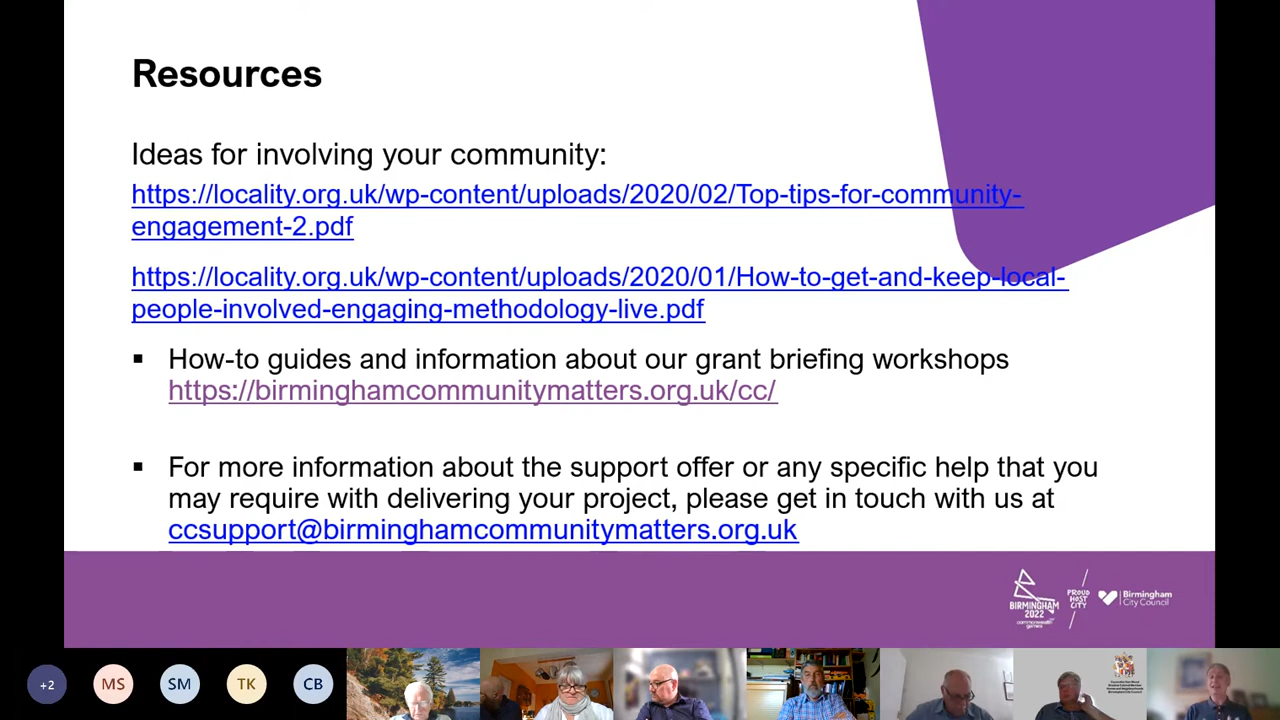 Resources
Ideas for involving your community:
https://locality.org.uk/wp-content/uploads/2020/02/Top-tips-for-community-
engagement-2.pdf
https://locality.org.uk/wp-content/uploads/2020/01/How-to-get-and-keep-local-
people-involved-engaging-methodology-live.pdf
▪ How-to guides and information about our grant briefing workshops
https://birminghamcommunitymatters.org.uk/cc/
▪ For more information about the support offer or any specific help that you
may require with delivering your project, please get in touch with us at
ccsupport@birminghamcommunitymatters.org.uk
BIRMINGHAM
2022
commonwealth
games
PROUD
HOST
CITY
Birmingham
City Council
+2
MS
SM
TK
CB